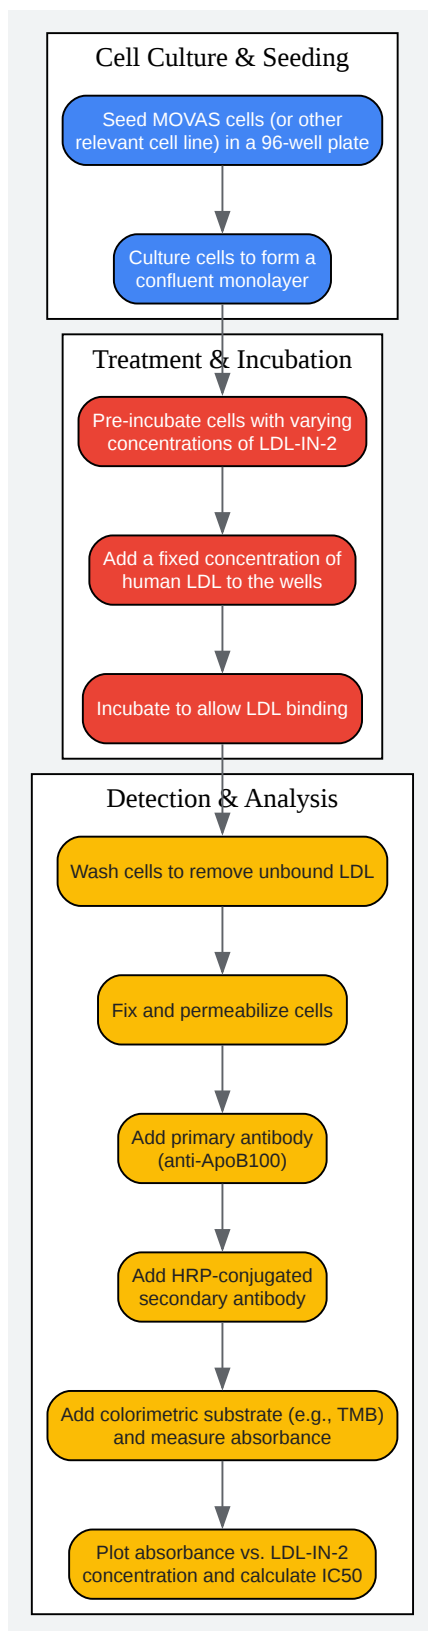 Cell Culture & Seeding
Seed MOVAS cells (or other
relevant cell line) in a 96-well plate
Culture cells to form a
confluent monolayer
Treatment & Incubation
Pre-incubate cells with varying
concentrations of LDL-IN-2
Add a fixed concentration of
human LDL to the wells
Incubate to allow LDL binding
Detection & Analysis
Wash cells to remove unbound LDL
Fix and permeabilize cells
Add primary antibody
(anti-ApoB100)
Add HRP-conjugated
secondary antibody
Add colorimetric substrate (e.g., TMB)
and measure absorbance
Plot absorbance vs. LDL-IN-2
concentration and calculate IC50